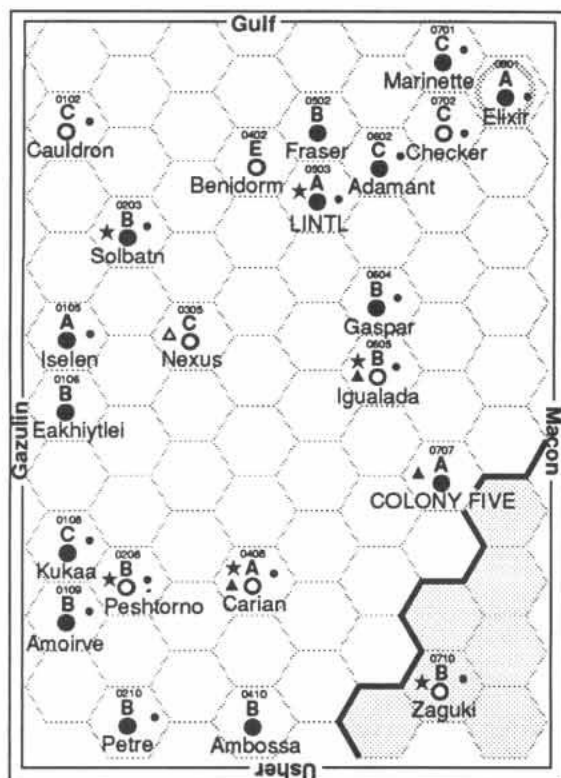 Gulf
0701
C
Marinette
0801
A
Elixir
0102
C
Cauldron
0502
B
Fraser
0702
C
Checker
0402
E
Benidorm
0602
C
Adamant
0503
A
LINTL
0203
B
Solbatn
0604
B
Gaspar
0105
A
Iselen
0305
C
Nexus
0605
B
Igualada
0106
B
Eakhiytlei
Gazulin
Macon
0707
A
COLONY FIVE
0108
C
Kukaa
0208
B
Peshtorno
0408
A
Carian
0109
B
Amoirve
0710
B
Zaguki
0210
B
Petre
0410
B
Ambossa
Usher